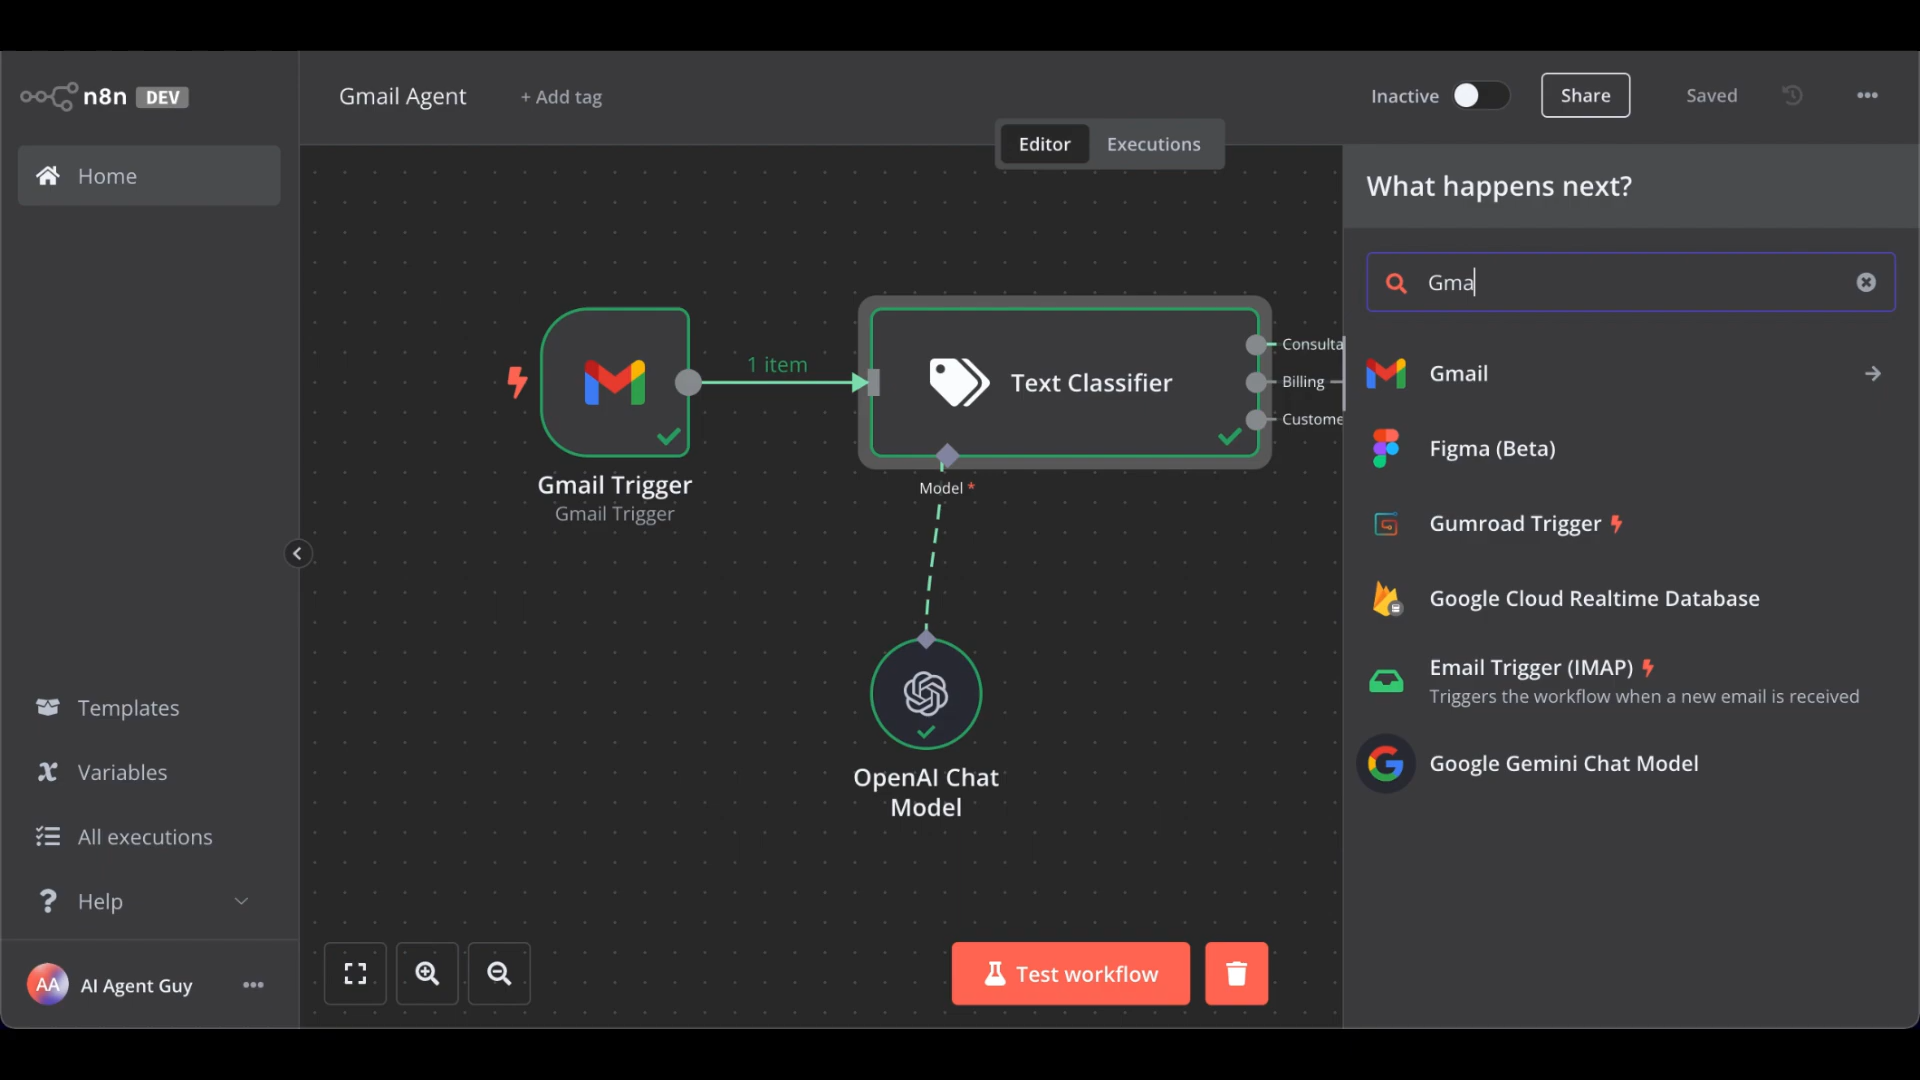 n8n DEV
Gmail Agent
+ Add tag
Inactive
Share
Saved
Editor
Executions
Home
What happens next?
Gma
1 item
Text Classifier
Consulta
Billing
Custome
Gmail Trigger
Gmail Trigger
Model *
OpenAI Chat
Model
Gmail
Figma (Beta)
Gumroad Trigger
Google Cloud Realtime Database
Email Trigger (IMAP)
Triggers the workflow when a new email is received
Google Gemini Chat Model
Templates
Variables
All executions
Help
AA AI Agent Guy
Test workflow